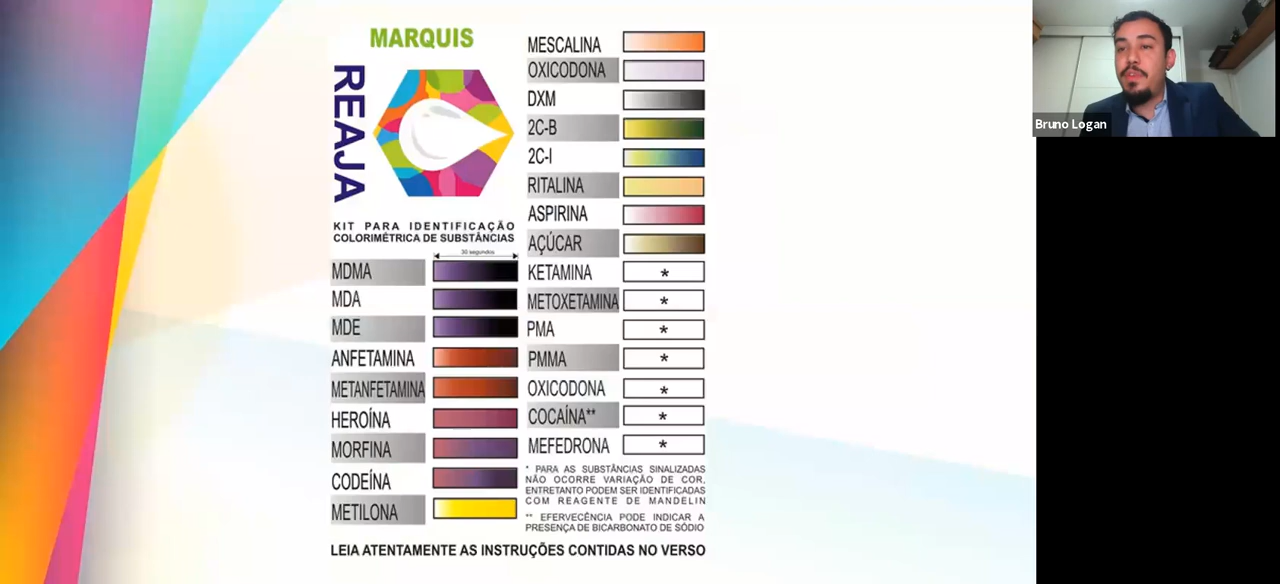 MARQUIS
REAJA
KIT PARA IDENTIFICAÇÃO
COLORIMÉTRICA DE SUBSTÂNCIAS
30 segundos
MDMA
MDA
MDE
ANFETAMINA
METANFETAMINA
HEROÍNA
MORFINA
CODEÍNA
METILONA
MESCALINA
OXICODONA
DXM
2C-B
2C-I
RITALINA
ASPIRINA
AÇÚCAR
KETAMINA *
METOXETAMINA *
PMA *
PMMA *
OXICODONA *
COCAÍNA** *
MEFEDRONA *
* PARA AS SUBSTÂNCIAS SINALIZADAS
NÃO OCORRE VARIAÇÃO DE COR,
ENTRETANTO PODEM SER IDENTIFICADAS
COM REAGENTE DE MANDELIN
** EFERVECÊNCIA PODE INDICAR A
PRESENÇA DE BICARBONATO DE SÓDIO
LEIA ATENTAMENTE AS INSTRUÇÕES CONTIDAS NO VERSO
Bruno Logan